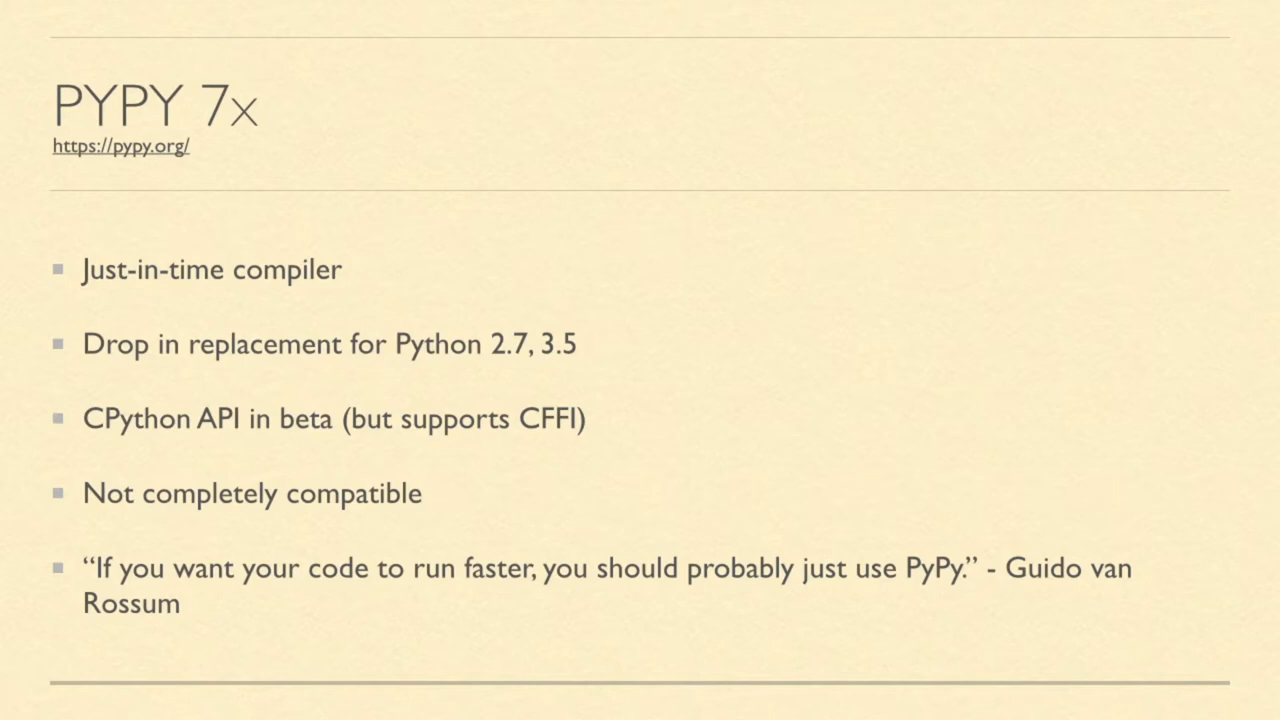 PYPY 7x
https://pypy.org/
Just-in-time compiler
Drop in replacement for Python 2.7, 3.5
CPython API in beta (but supports CFFI)
Not completely compatible
“If you want your code to run faster, you should probably just use PyPy.” - Guido van
Rossum